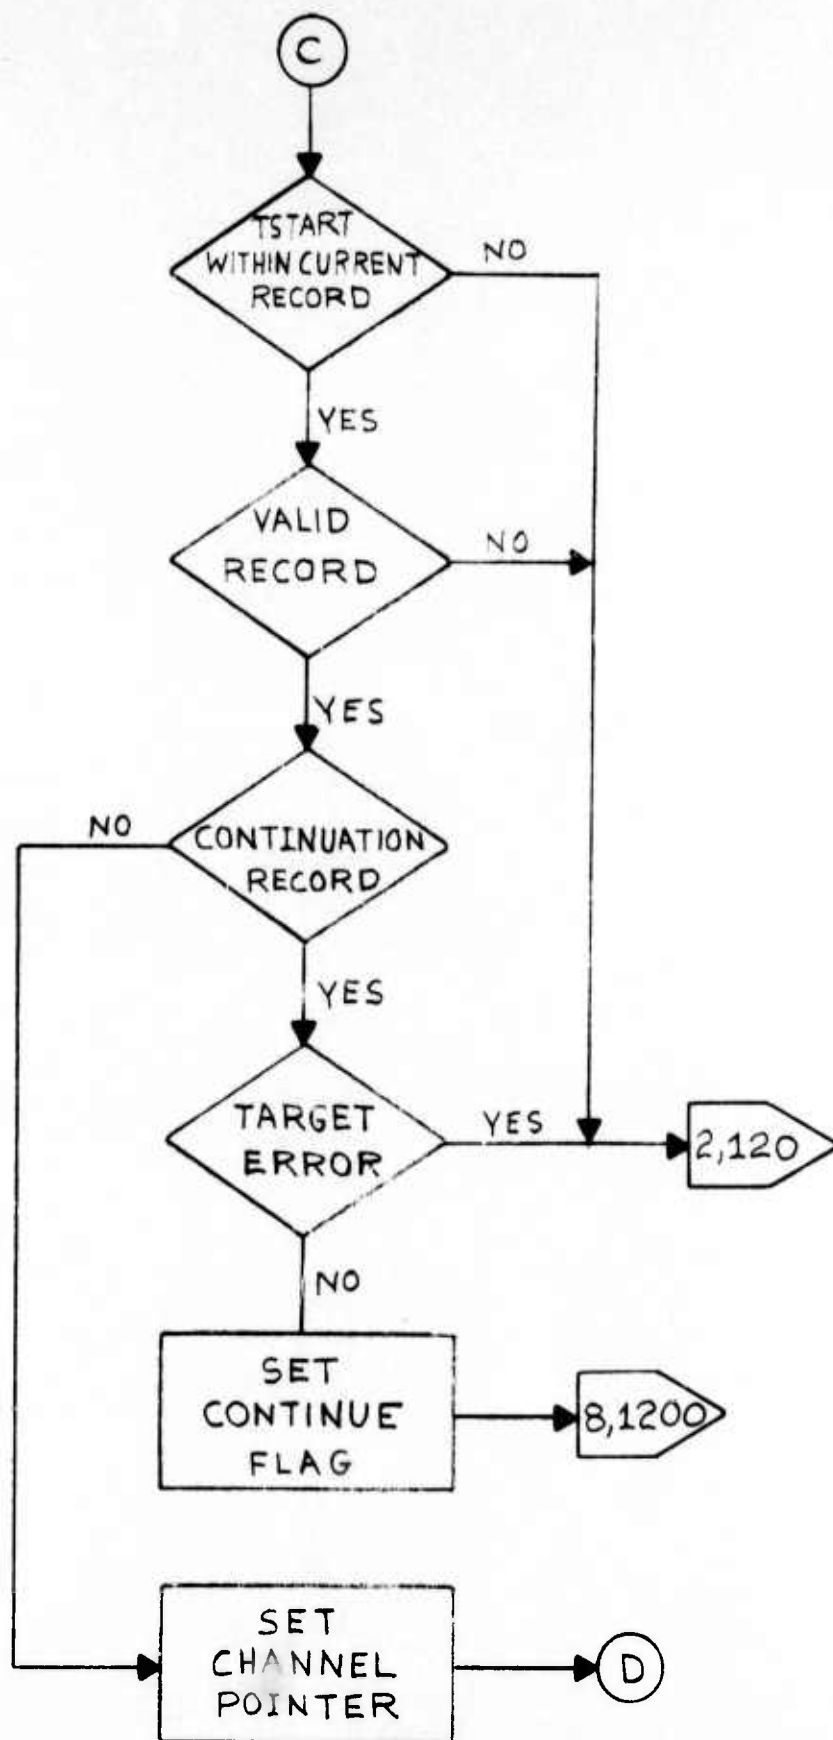 C
TSTART
WITHIN CURRENT
RECORD
NO
YES
VALID
RECORD
NO
YES
NO
CONTINUATION
RECORD
YES
TARGET
ERROR
YES
2,120
NO
SET
CONTINUE
FLAG
8,1200
SET
CHANNEL
POINTER
D